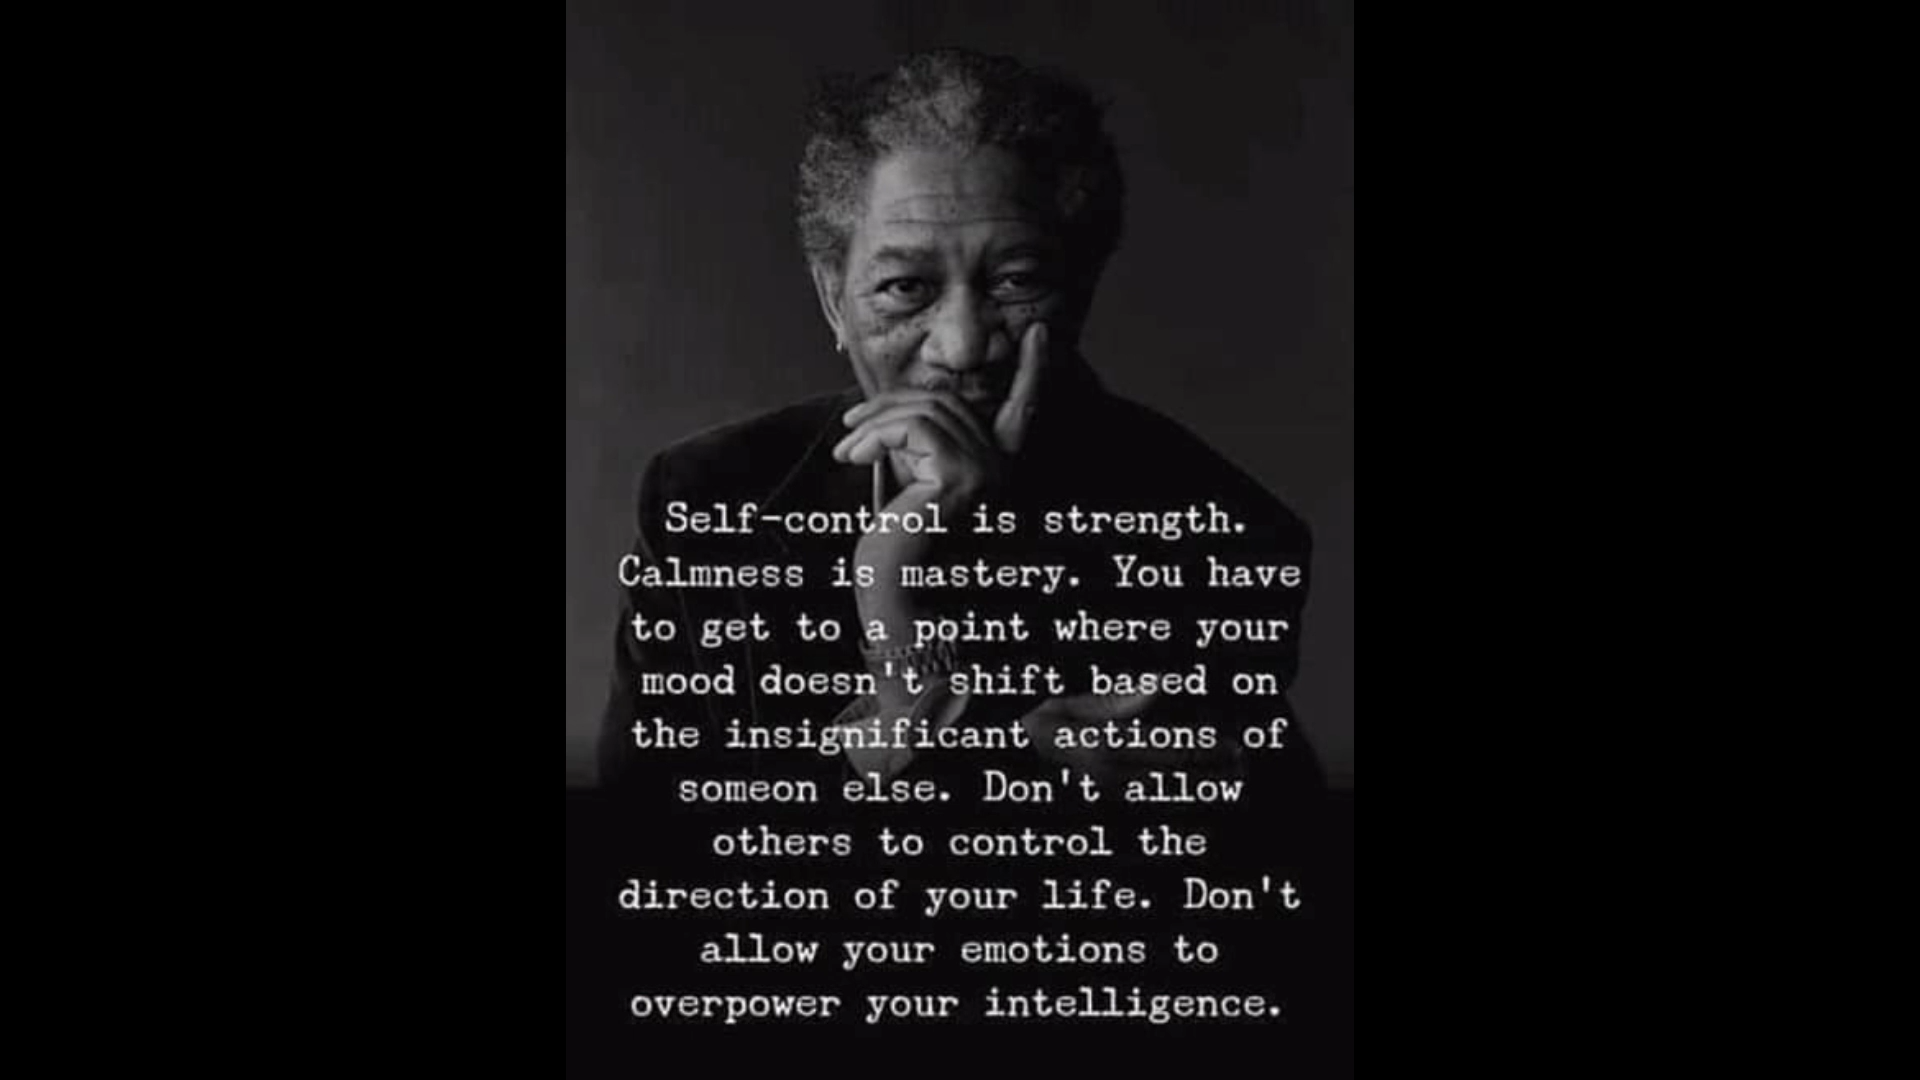 Self-control is strength.
Calmness is mastery. You have
to get to a point where your
mood doesn't shift based on
the insignificant actions of
someon else. Don't allow
others to control the
direction of your life. Don't
allow your emotions to
overpower your intelligence.